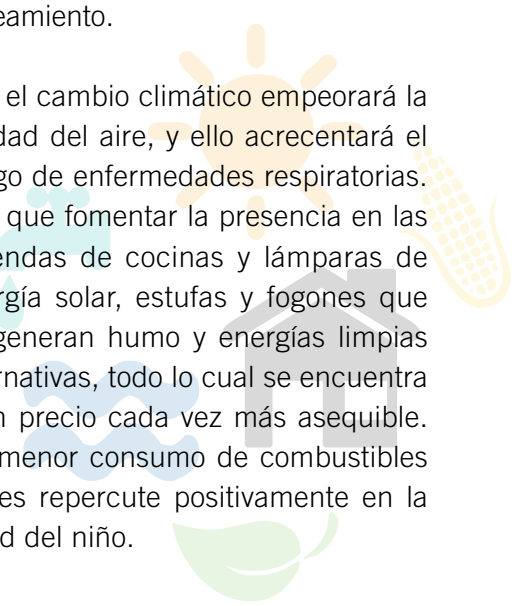 eamiento.
el cambio climático empeorará la
dad del aire, y ello acrecentará el
go de enfermedades respiratorias.
que fomentar la presencia en las
endas de cocinas y lámparas de
rgía solar, estufas y fogones que
generan humo y energías limpias
rnativas, todo lo cual se encuentra
n precio cada vez más asequible.
menor consumo de combustibles
es repercute positivamente en la
d del niño.